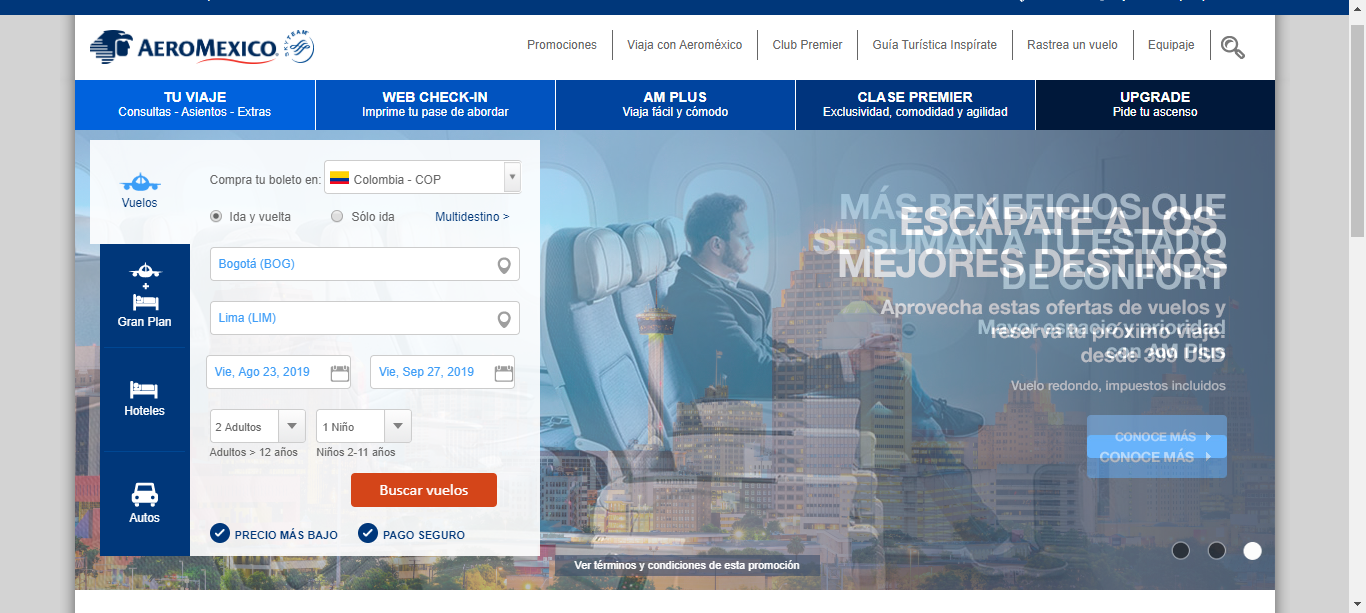 AEROMEXICO.
SKYTEAM
Promociones
Viaja con Aeroméxico
Club Premier
Guía Turística Inspírate
Rastrea un vuelo
Equipaje
TU VIAJE
Consultas - Asientos - Extras
WEB CHECK-IN
Imprime tu pase de abordar
AM PLUS
Viaja fácil y cómodo
CLASE PREMIER
Exclusividad, comodidad y agilidad
UPGRADE
Pide tu ascenso
Vuelos
Compra tu boleto en:
Colombia - COP
Ida y vuelta
Sólo ida
Multidestino >
Bogotá (BOG)
+
Gran Plan
Lima (LIM)
Vie, Ago 23, 2019
Vie, Sep 27, 2019
Hoteles
2 Adultos
1 Niño
Adultos > 12 años
Niños 2-11 años
Buscar vuelos
Autos
PRECIO MÁS BAJO
PAGO SEGURO
MÁS BENEFICIOS QUE
SE SUMAN A TU ESTADO
DE CONFORT
Mayor espacio y prioridad
con AM Plus
CONOCE MÁS
ESCÁPATE A LOS
MEJORES DESTINOS
Aprovecha estas ofertas de vuelos y
reserva tu próximo viaje.
desde 399 USD
Vuelo redondo, impuestos incluidos
CONOCE MÁS
Ver términos y condiciones de esta promoción